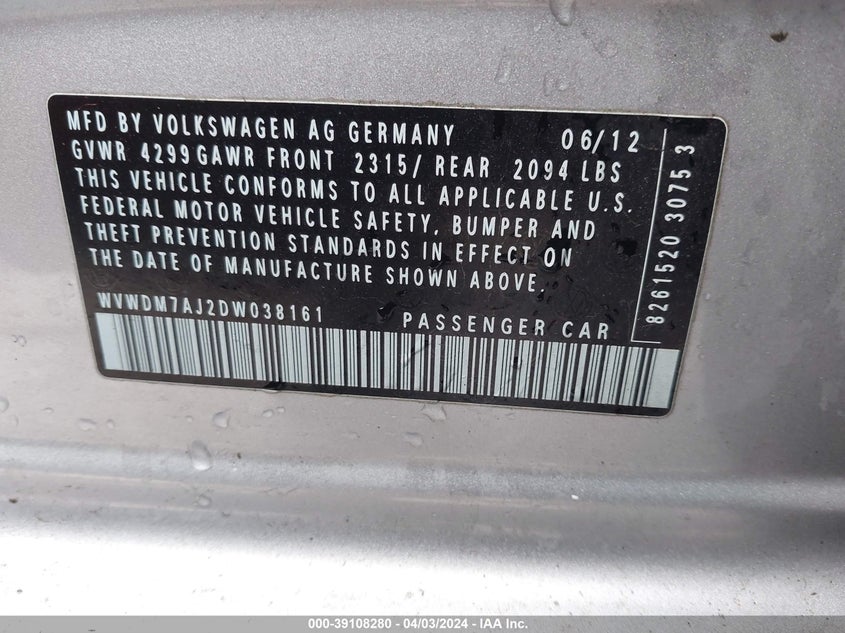 MFD BY VOLKSWAGEN AG GERMANY 06/12
GVWR 4299 GAWR FRONT 2315/ REAR 2094 LBS
THIS VEHICLE CONFORMS TO ALL APPLICABLE U.S.
FEDERAL MOTOR VEHICLE SAFETY, BUMPER AND
THEFT PREVENTION STANDARDS IN EFFECT ON
THE DATE OF MANUFACTURE SHOWN ABOVE.
WVWDM7AJ2DW038161 PASSENGER CAR
8261520 3075 3
000-39108280 - 04/03/2024 - IAA Inc.